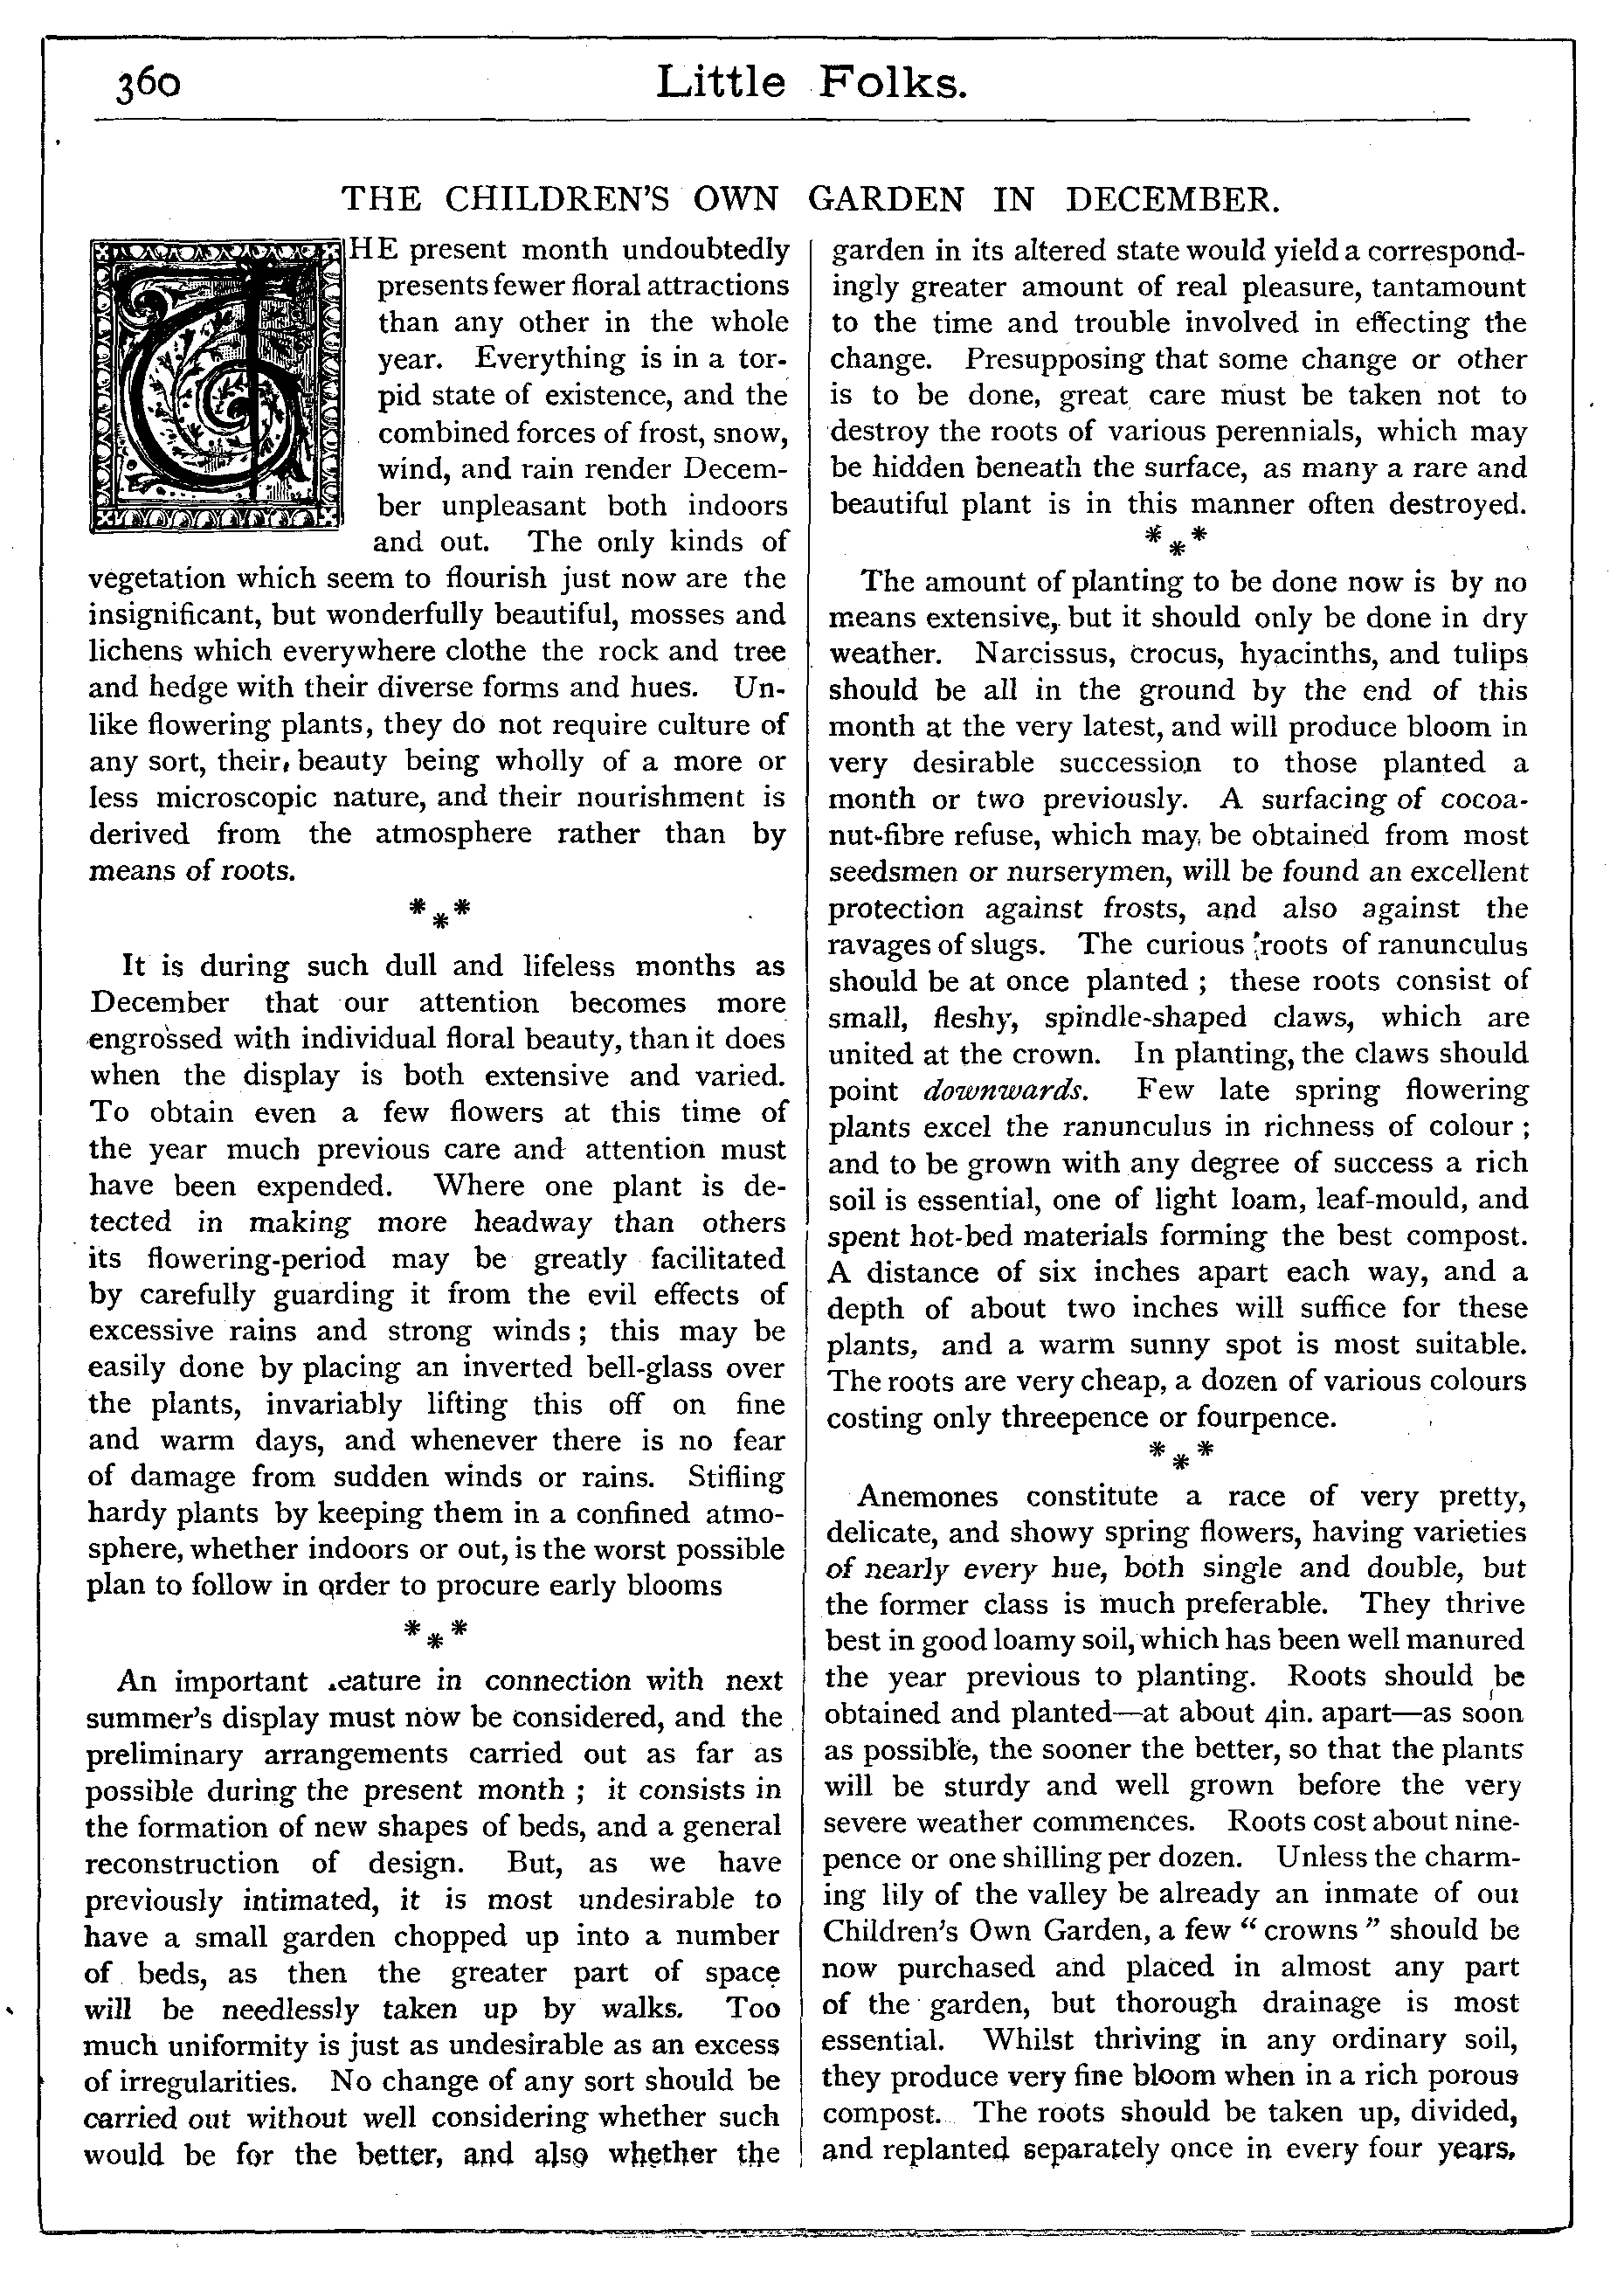 360
Little Folks.
THE CHILDREN'S OWN GARDEN IN DECEMBER.
THE present month undoubtedly
presents fewer floral attractions
than any other in the whole
year. Everything is in a tor-
pid state of existence, and the
combined forces of frost, snow,
wind, and rain render Decem-
ber unpleasant both indoors
and out. The only kinds of
vegetation which seem to flourish just now are the
insignificant, but wonderfully beautiful, mosses and
lichens which everywhere clothe the rock and tree
and hedge with their diverse forms and hues. Un-
like flowering plants, they do not require culture of
any sort, their beauty being wholly of a more or
less microscopic nature, and their nourishment is
derived from the atmosphere rather than by
means of roots.
* * *
It is during such dull and lifeless months as
December that our attention becomes more
engrossed with individual floral beauty, than it does
when the display is both extensive and varied.
To obtain even a few flowers at this time of
the year much previous care and attention must
have been expended. Where one plant is de-
tected in making more headway than others
its flowering-period may be greatly facilitated
by carefully guarding it from the evil effects of
excessive rains and strong winds; this may be
easily done by placing an inverted bell-glass over
the plants, invariably lifting this off on fine
and warm days, and whenever there is no fear
of damage from sudden winds or rains. Stifling
hardy plants by keeping them in a confined atmo-
sphere, whether indoors or out, is the worst possible
plan to follow in order to procure early blooms
* * *
An important eature in connection with next
summer's display must now be considered, and the
preliminary arrangements carried out as far as
possible during the present month; it consists in
the formation of new shapes of beds, and a general
reconstruction of design. But, as we have
previously intimated, it is most undesirable to
have a small garden chopped up into a number
of beds, as then the greater part of space
will be needlessly taken up by walks. Too
much uniformity is just as undesirable as an excess
of irregularities. No change of any sort should be
carried out without well considering whether such
would be for the better, and also whether the
garden in its altered state would yield a correspond-
ingly greater amount of real pleasure, tantamount
to the time and trouble involved in effecting the
change. Presupposing that some change or other
is to be done, great care must be taken not to
destroy the roots of various perennials, which may
be hidden beneath the surface, as many a rare and
beautiful plant is in this manner often destroyed.
* * *
The amount of planting to be done now is by no
means extensive, but it should only be done in dry
weather. Narcissus, crocus, hyacinths, and tulips
should be all in the ground by the end of this
month at the very latest, and will produce bloom in
very desirable succession to those planted a
month or two previously. A surfacing of cocoa-
nut-fibre refuse, which may be obtained from most
seedsmen or nurserymen, will be found an excellent
protection against frosts, and also against the
ravages of slugs. The curious roots of ranunculus
should be at once planted; these roots consist of
small, fleshy, spindle-shaped claws, which are
united at the crown. In planting, the claws should
point downwards. Few late spring flowering
plants excel the ranunculus in richness of colour;
and to be grown with any degree of success a rich
soil is essential, one of light loam, leaf-mould, and
spent hot-bed materials forming the best compost.
A distance of six inches apart each way, and a
depth of about two inches will suffice for these
plants, and a warm sunny spot is most suitable.
The roots are very cheap, a dozen of various colours
costing only threepence or fourpence.
* * *
Anemones constitute a race of very pretty,
delicate, and showy spring flowers, having varieties
of nearly every hue, both single and double, but
the former class is much preferable. They thrive
best in good loamy soil, which has been well manured
the year previous to planting. Roots should be
obtained and planted—at about 4in. apart—as soon
as possible, the sooner the better, so that the plants
will be sturdy and well grown before the very
severe weather commences. Roots cost about nine-
pence or one shilling per dozen. Unless the charm-
ing lily of the valley be already an inmate of our
Children's Own Garden, a few "crowns" should be
now purchased and placed in almost any part
of the garden, but thorough drainage is most
essential. Whilst thriving in any ordinary soil,
they produce very fine bloom when in a rich porous
compost. The roots should be taken up, divided,
and replanted separately once in every four years.